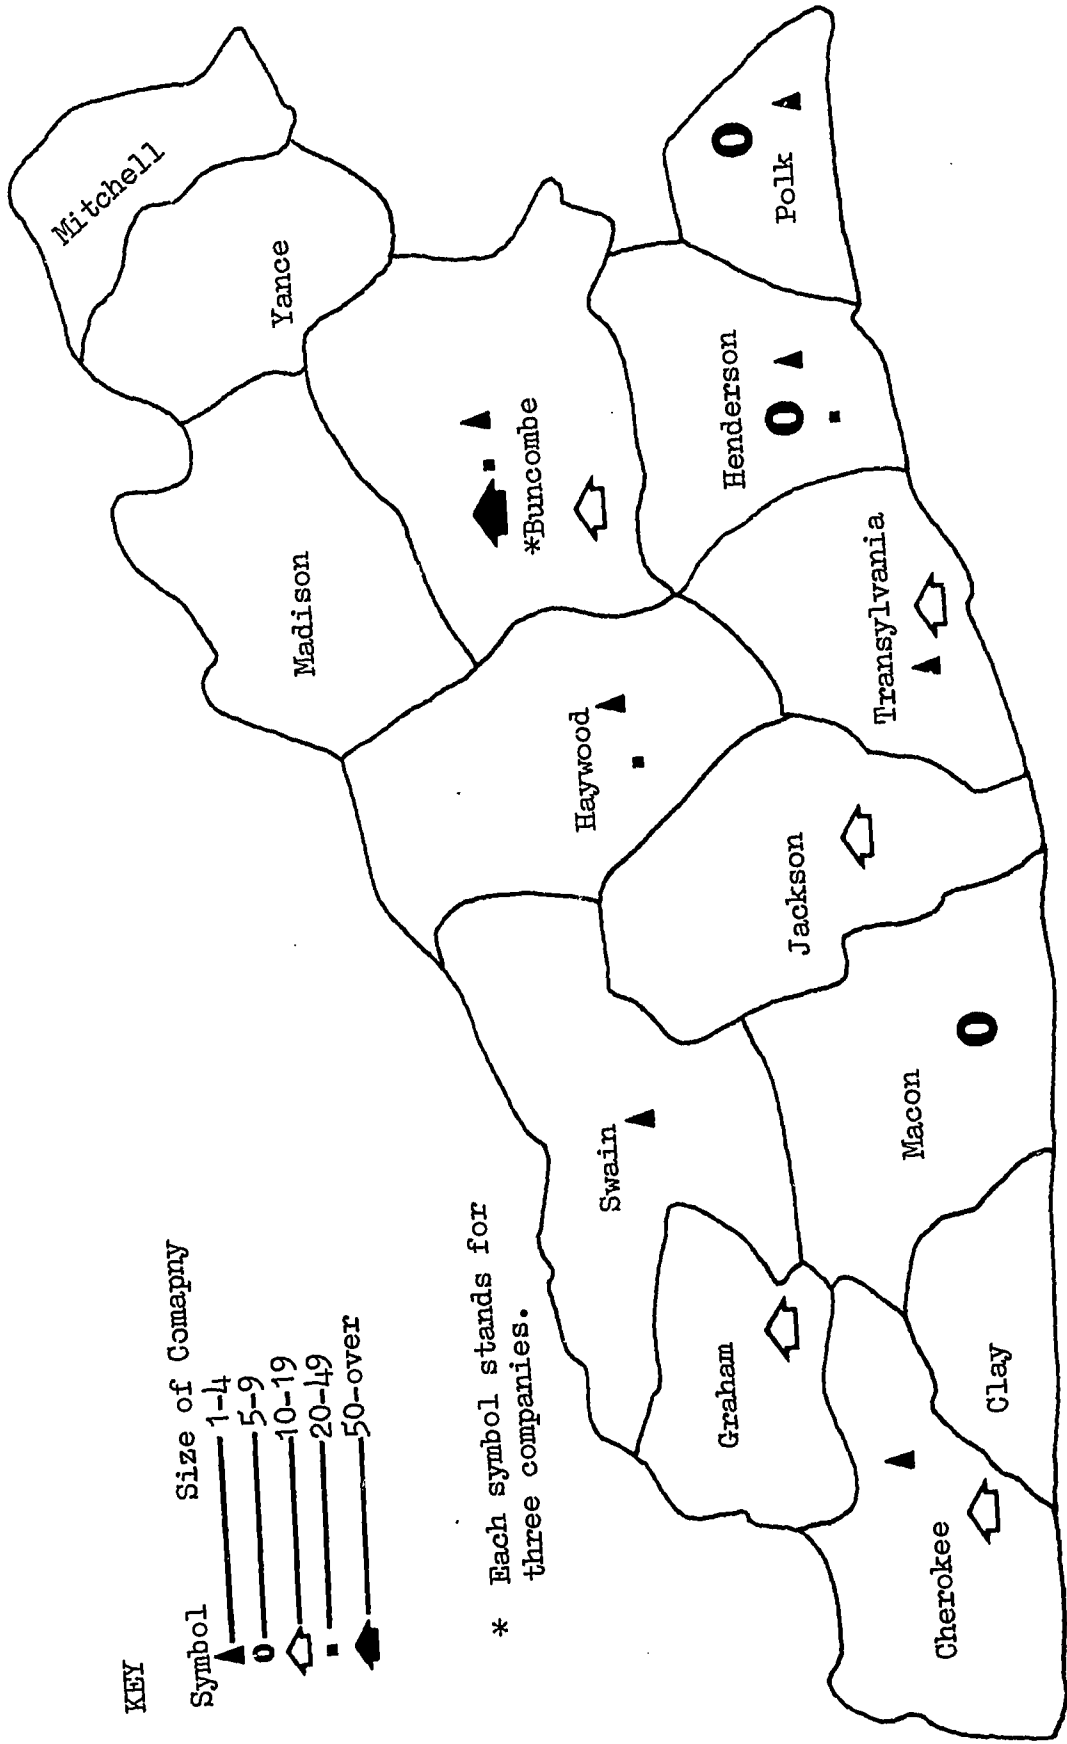 KEY
Symbol Size of Comapny
1-4
5-9
10-19
20-49
50-over
* Each symbol stands for
three companies.
Mitchell
Yance
Madison
*Buncombe
Polk
Henderson
Haywood
Transylvania
Jackson
Swain
Macon
Graham
Clay
Cherokee